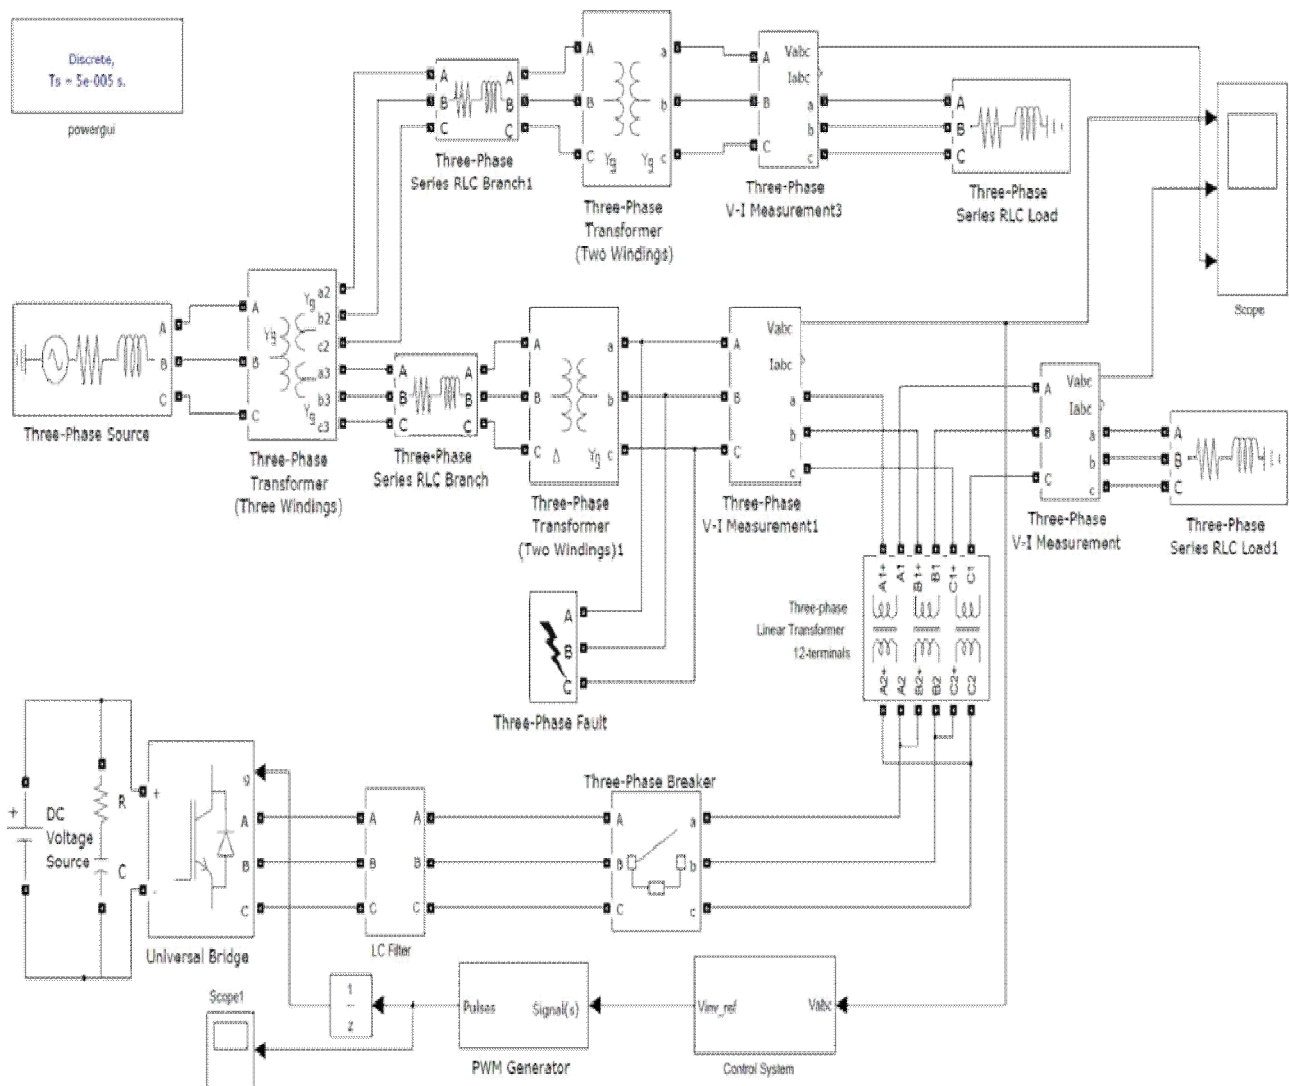 Discrete,
Ts = 5e-005 s.
powergui
A
B
C
A
B
C
Three-Phase
Series RLC Branch1
A
B
C
a
b
c
Yg
Yg
Three-Phase
Transformer
(Two Windings)
A
B
C
Vabc
Iabc
a
b
c
Three-Phase
V-I Measurement3
A
B
C
Three-Phase
Series RLC Load
Scope
A
B
C
Three-Phase Source
A
B
C
Yg
Yg
Yg
a2
b2
c2
a3
b3
c3
Three-Phase
Transformer
(Three Windings)
A
B
C
A
B
C
Three-Phase
Series RLC Branch
A
B
C
a
b
c
Δ
Yg
Three-Phase
Transformer
(Two Windings)1
A
B
C
Vabc
Iabc
a
b
c
Three-Phase
V-I Measurement1
A
B
C
Vabc
Iabc
a
b
c
Three-Phase
V-I Measurement
A
B
C
Three-Phase
Series RLC Load1
A1+
A1
B1+
B1
C1+
C1
Three-phase
Linear Transformer
12-terminals
A2+
A2
B2+
B2
C2+
C2
A
B
C
Three-Phase Fault
+
DC
Voltage
Source
R
C
+
-
g
A
B
C
Universal Bridge
A
B
C
A
B
C
LC Filter
Three-Phase Breaker
A
B
C
a
b
c
Scope1
1
z
Pulses
Signal(s)
PWM Generator
Vinv_ref
Vabc
Control System